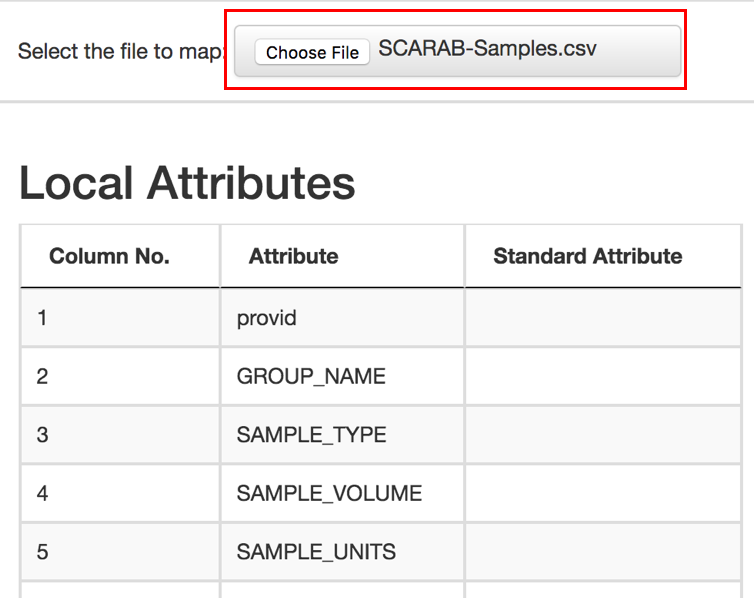 Select the file to map: Choose File SCARAB-Samples.csv
Local Attributes
Column No. Attribute Standard Attribute
1 provid
2 GROUP_NAME
3 SAMPLE_TYPE
4 SAMPLE_VOLUME
5 SAMPLE_UNITS